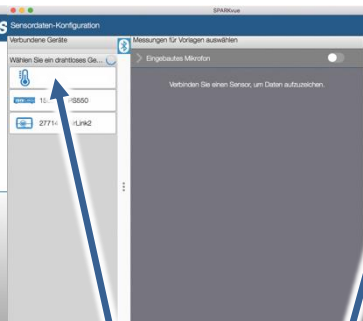 SPARKvue
Sensordaten-Konfiguration
Verbundene Geräte
Messungen für Vorlagen auswählen
Wählen Sie ein drahtloses Ge...
Eingebautes Mikrofon
Verbinden Sie einen Sensor, um Daten aufzuzeichnen.